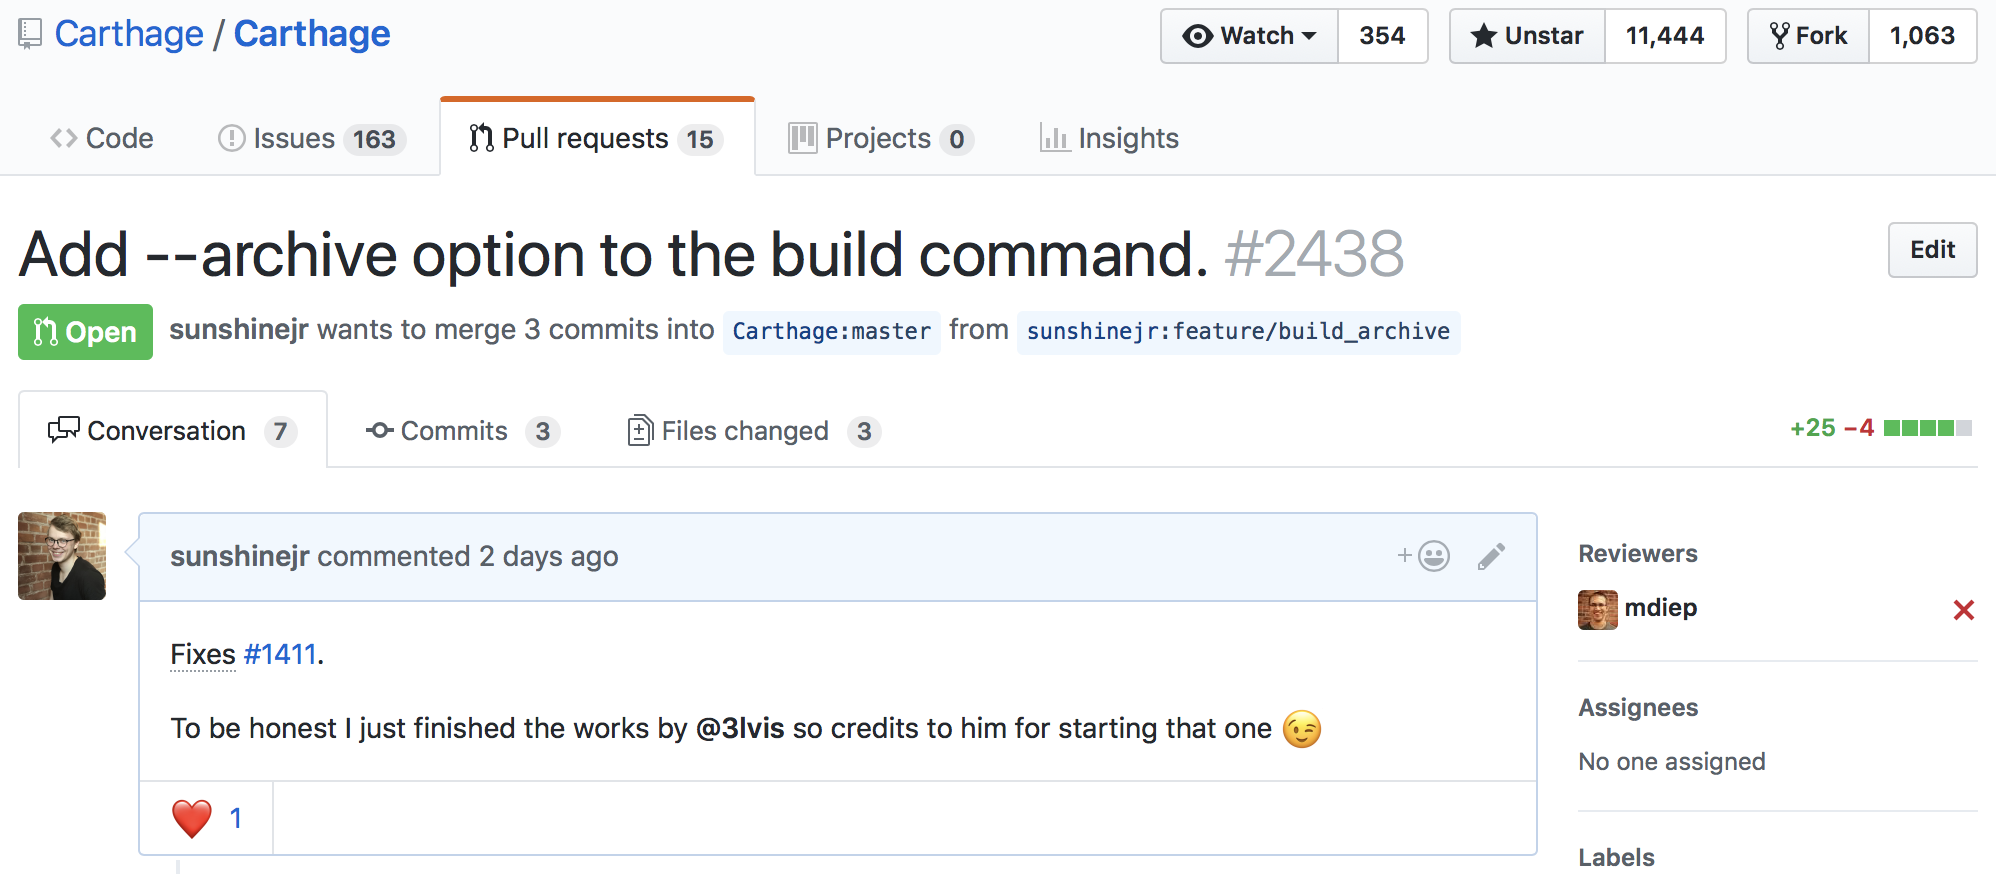 Carthage / Carthage
Watch 354
Unstar 11,444
Fork 1,063
Code
Issues 163
Pull requests 15
Projects 0
Insights
Add --archive option to the build command. #2438
Edit
Open
sunshinejr wants to merge 3 commits into Carthage:master from sunshinejr:feature/build_archive
Conversation 7
Commits 3
Files changed 3
+25 −4
sunshinejr commented 2 days ago
Fixes #1411.
To be honest I just finished the works by @3lvis so credits to him for starting that one 😉
❤️ 1
Reviewers
mdiep
Assignees
No one assigned
Labels